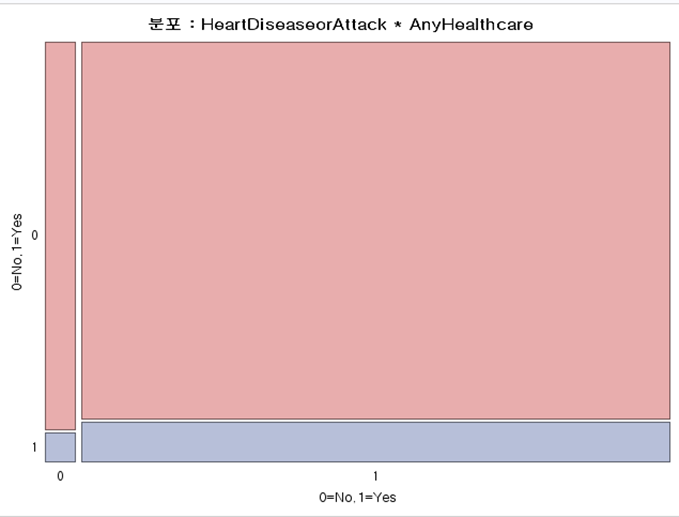 분포 : HeartDiseaseorAttack * AnyHealthcare
0=No, 1=Yes
0
1
0
1
0=No, 1=Yes